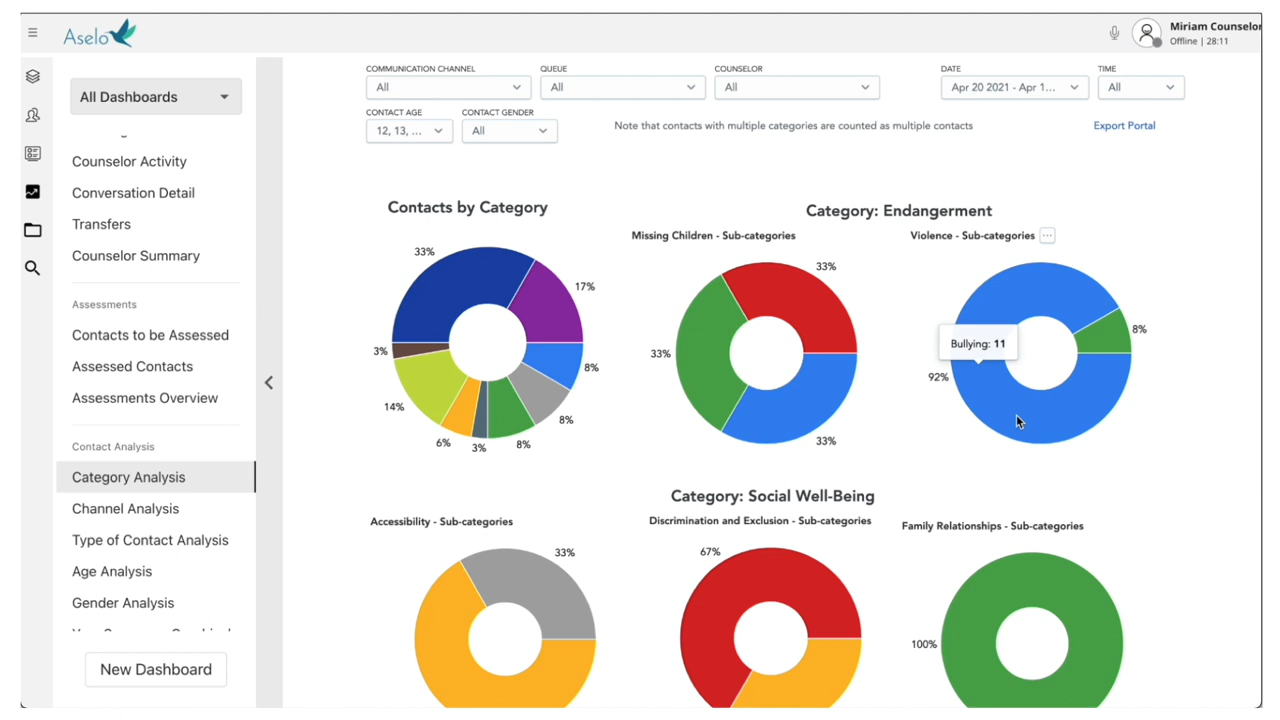 Aselo
Miriam Counselor
Offline | 28:11
All Dashboards
Counselor Activity
Conversation Detail
Transfers
Counselor Summary
Assessments
Contacts to be Assessed
Assessed Contacts
Assessments Overview
Contact Analysis
Category Analysis
Channel Analysis
Type of Contact Analysis
Age Analysis
Gender Analysis
New Dashboard
COMMUNICATION CHANNEL
All
QUEUE
All
COUNSELOR
All
DATE
Apr 20 2021 - Apr 1...
TIME
All
CONTACT AGE
12, 13, ...
CONTACT GENDER
All
Note that contacts with multiple categories are counted as multiple contacts
Export Portal
Contacts by Category
33%
17%
3%
8%
14%
8%
6%
3%
8%
Category: Endangerment
Missing Children - Sub-categories
33%
33%
33%
Violence - Sub-categories
8%
Bullying: 11
92%
Category: Social Well-Being
Accessibility - Sub-categories
33%
Discrimination and Exclusion - Sub-categories
67%
Family Relationships - Sub-categories
100%